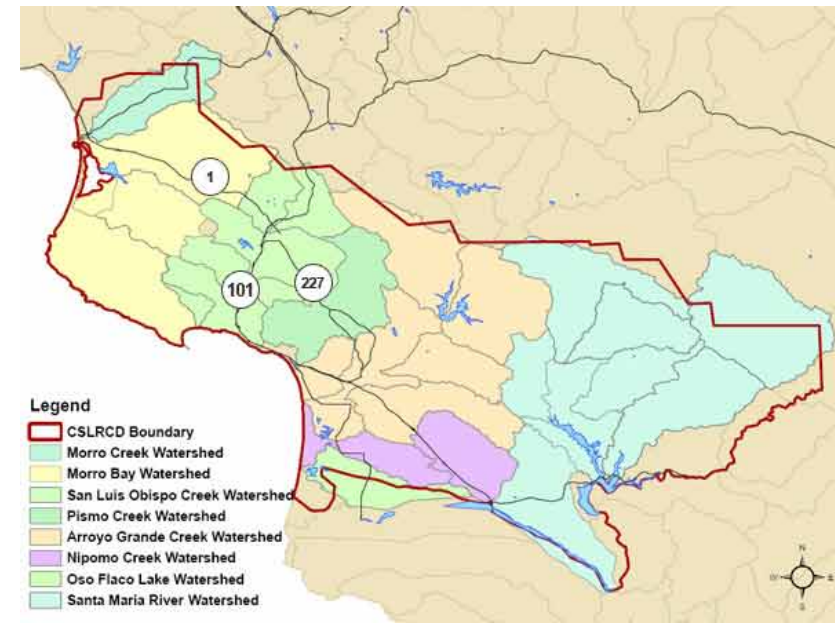 1
101
227
Legend
CSLRCD Boundary
Morro Creek Watershed
Morro Bay Watershed
San Luis Obispo Creek Watershed
Pismo Creek Watershed
Arroyo Grande Creek Watershed
Nipomo Creek Watershed
Oso Flaco Lake Watershed
Santa Maria River Watershed
N
W
E
S